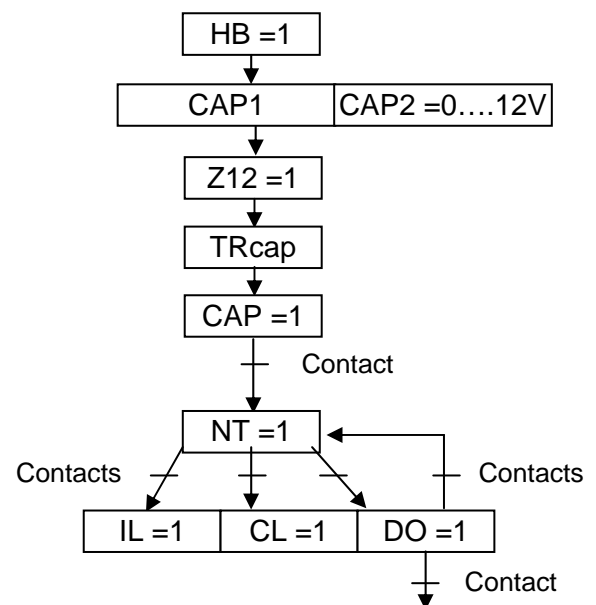 HB =1
CAP1 CAP2 =0....12V
Z12 =1
TRcap
CAP =1
Contact
NT =1
Contacts Contacts
IL =1 CL =1 DO =1
Contact